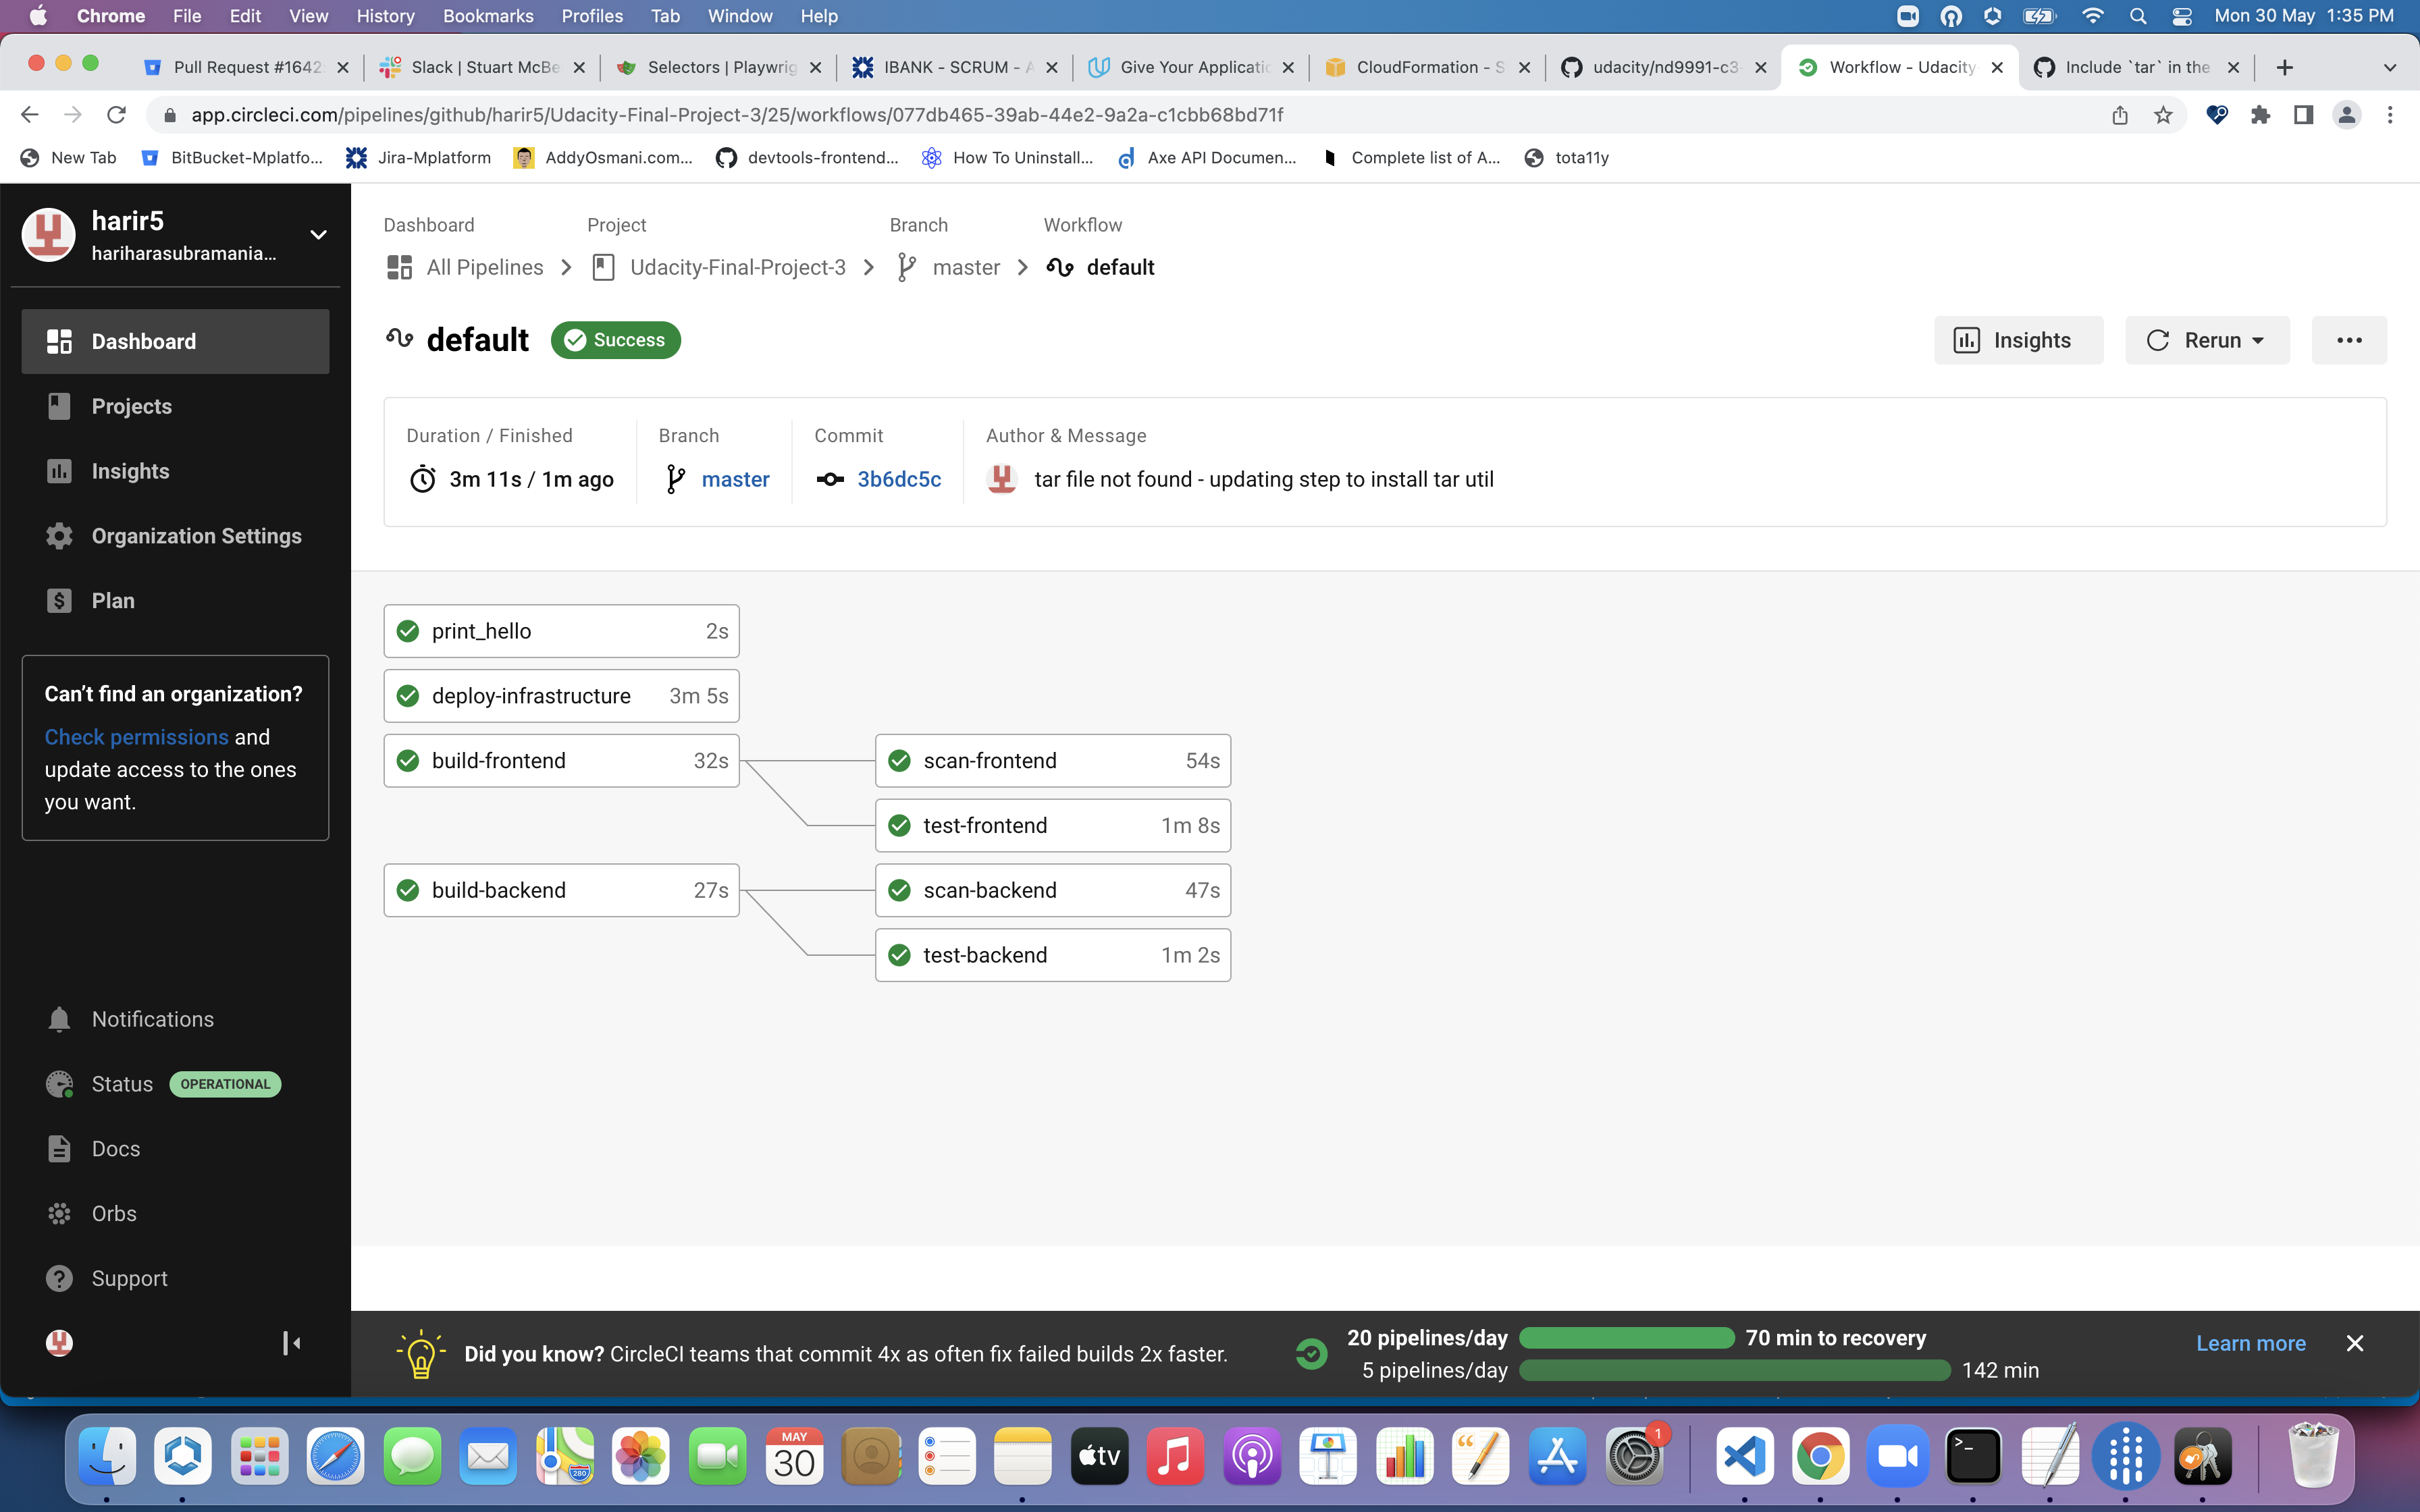 Chrome File Edit View History Bookmarks Profiles Tab Window Help
Mon 30 May 1:35 PM
Pull Request #1642
Slack | Stuart McBe
Selectors | Playwrig
IBANK - SCRUM - A
Give Your Applicatio
CloudFormation - S
udacity/nd9991-c3-
Workflow - Udacity-
Include `tar` in the
app.circleci.com/pipelines/github/harir5/Udacity-Final-Project-3/25/workflows/077db465-39ab-44e2-9a2a-c1cbb68bd71f
New Tab
BitBucket-Mplatfo...
Jira-Mplatform
AddyOsmani.com...
devtools-frontend...
How To Uninstall...
Axe API Documen...
Complete list of A...
tota11y
harir5
hariharasubramania...
Dashboard
Projects
Insights
Organization Settings
Plan
Can't find an organization?
Check permissions and
update access to the ones
you want.
Notifications
Status OPERATIONAL
Docs
Orbs
Support
Dashboard Project Branch Workflow
All Pipelines Udacity-Final-Project-3 master default
default Success
Insights Rerun
Duration / Finished Branch Commit Author & Message
3m 11s / 1m ago master 3b6dc5c tar file not found - updating step to install tar util
print_hello 2s
deploy-infrastructure 3m 5s
build-frontend 32s scan-frontend 54s
test-frontend 1m 8s
build-backend 27s scan-backend 47s
test-backend 1m 2s
Did you know? CircleCI teams that commit 4x as often fix failed builds 2x faster.
20 pipelines/day 70 min to recovery
5 pipelines/day 142 min
Learn more
MAY
30
tv
280
1